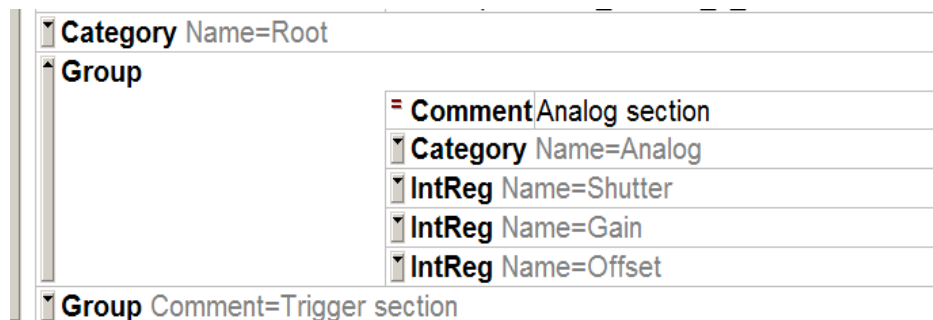 Category Name=Root
Group
= Comment Analog section
Category Name=Analog
IntReg Name=Shutter
IntReg Name=Gain
IntReg Name=Offset
Group Comment=Trigger section